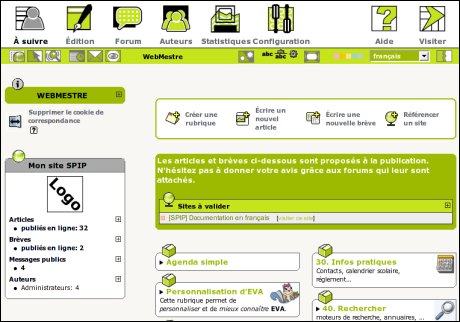 À suivre
Édition
Forum
Auteurs
Statistiques
Configuration
Aide
Visiter
WebMestre
abc
abc
français
WEBMESTRE
Supprimer le cookie de
correspondance
?
Créer une
rubrique
Écrire un
nouvel
article
Écrire une
nouvelle brève
Référencer
un site
Mon site SPIP
Logo
Articles
publiés en ligne: 32
Brèves
publiés en ligne: 2
Messages publics
4
Auteurs
Administrateurs: 4
Les articles et brèves ci-dessous sont proposés à la publication.
N'hésitez pas à donner votre avis grâce aux forums qui leur sont
attachés.
Sites à valider
[SPIP] Documentation en français [visiter ce site]
Agenda simple
Personnalisation d'EVA
Cette rubrique permet de
personnaliser et de mieux connaître EVA.
30. Infos pratiques
Contacts, calendrier scolaire,
règlement...
40. Rechercher
moteurs de recherche, annuaires, ...